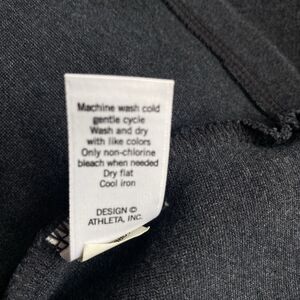 Machine wash cold
gentle cycle
Wash and dry
with like colors
Only non-chlorine
bleach when needed
Dry flat
Cool iron
DESIGN ©
ATHLETA, INC.